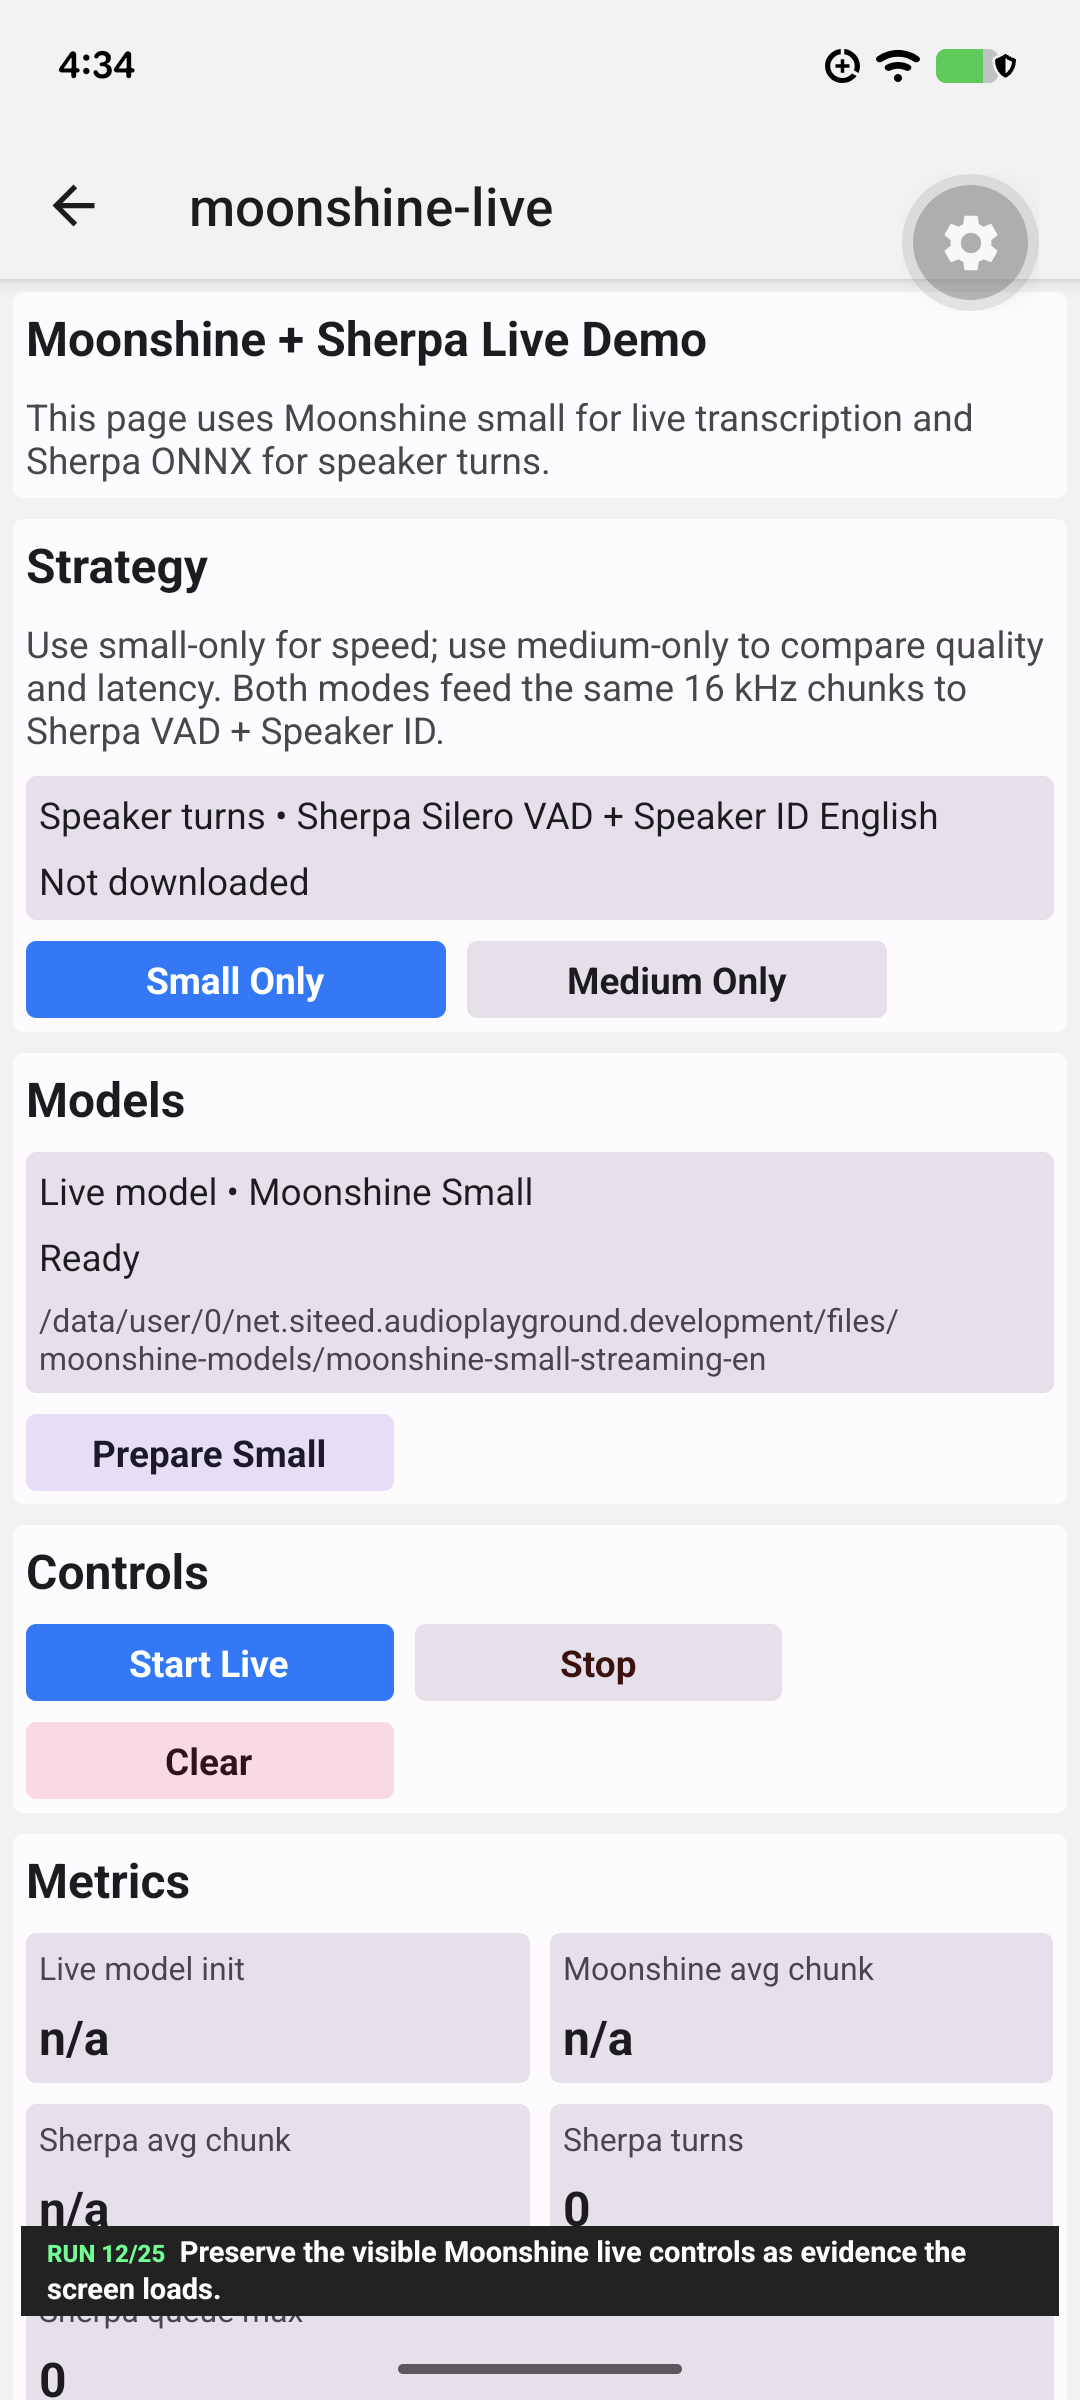 4:34
moonshine-live
Moonshine + Sherpa Live Demo
This page uses Moonshine small for live transcription and
Sherpa ONNX for speaker turns.
Strategy
Use small-only for speed; use medium-only to compare quality
and latency. Both modes feed the same 16 kHz chunks to
Sherpa VAD + Speaker ID.
Speaker turns • Sherpa Silero VAD + Speaker ID English
Not downloaded
Small Only
Medium Only
Models
Live model • Moonshine Small
Ready
/data/user/0/net.siteed.audioplayground.development/files/
moonshine-models/moonshine-small-streaming-en
Prepare Small
Controls
Start Live
Stop
Clear
Metrics
Live model init
Moonshine avg chunk
n/a
n/a
Sherpa avg chunk
Sherpa turns
n/a
0
RUN 12/25 Preserve the visible Moonshine live controls as evidence the
screen loads.
Sherpa queue max
0